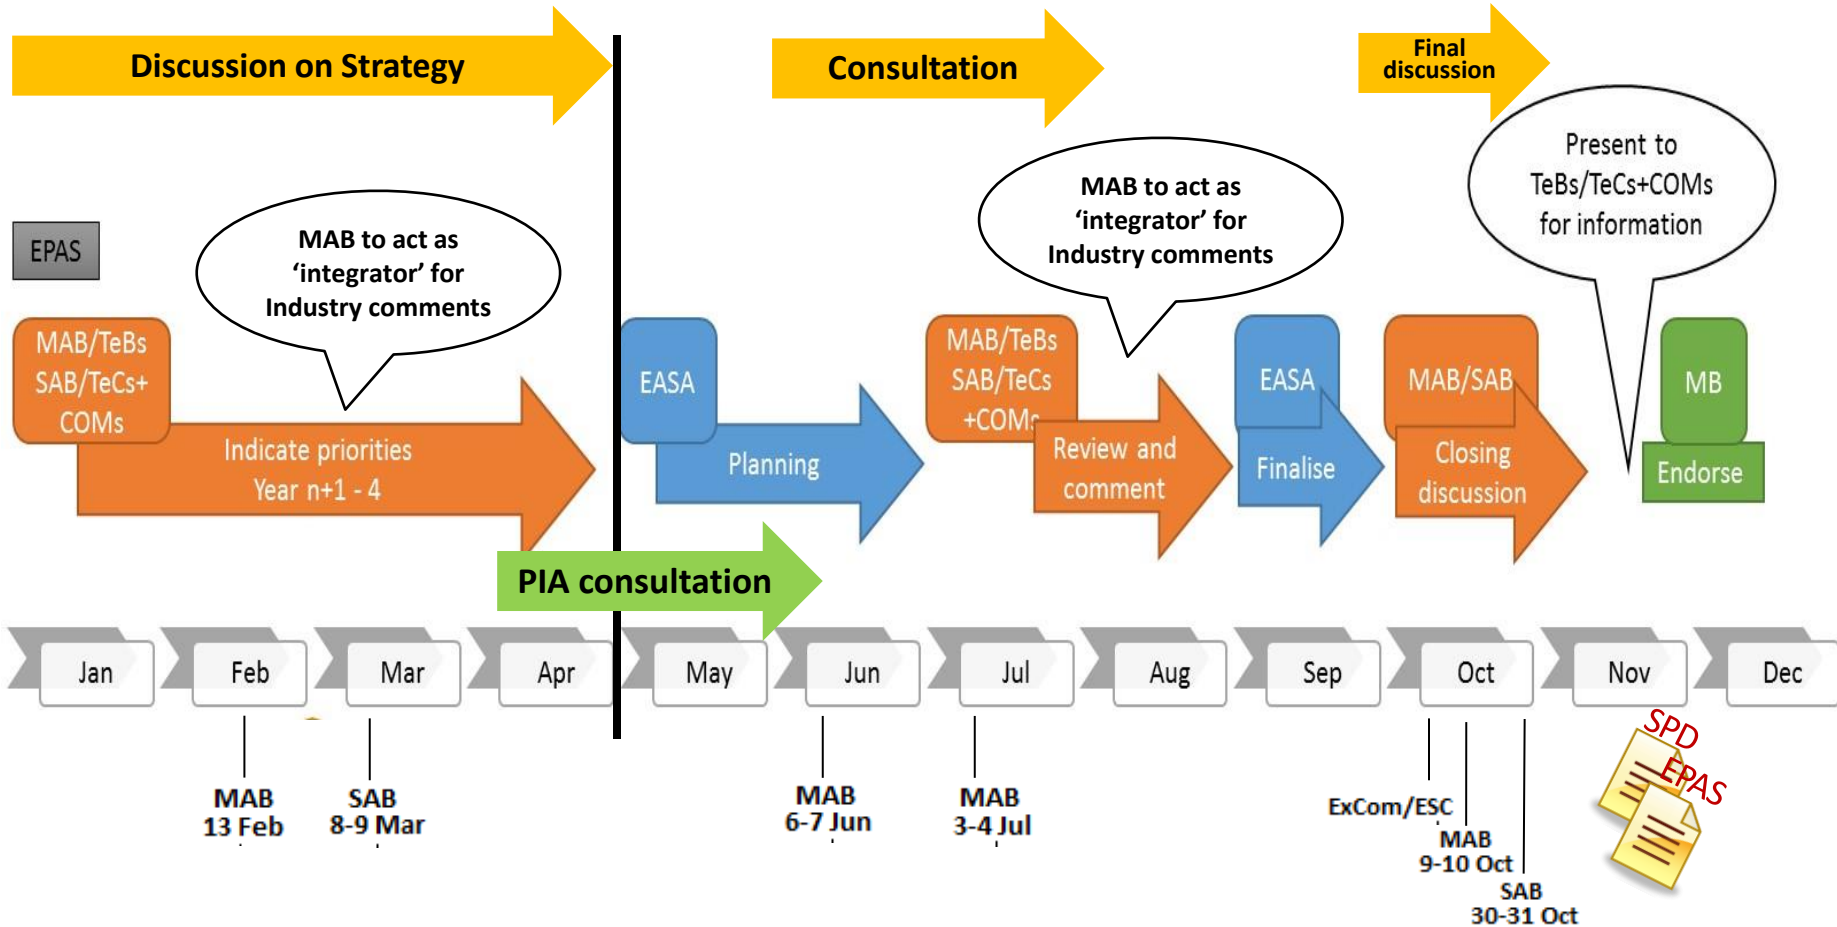 Discussion on Strategy
Consultation
Final
discussion
EPAS
MAB to act as
‘integrator’ for
Industry comments
MAB to act as
‘integrator’ for
Industry comments
Present to
TeBs/TeCs+COMs
for information
MAB/TeBs
SAB/TeCs+
COMs
Indicate priorities
Year n+1 - 4
EASA
Planning
MAB/TeBs
SAB/TeCs
+COMs
Review and
comment
EASA
Finalise
MAB/SAB
Closing
discussion
MB
Endorse
PIA consultation
Jan
Feb
Mar
Apr
May
Jun
Jul
Aug
Sep
Oct
Nov
Dec
MAB
13 Feb
SAB
8-9 Mar
MAB
6-7 Jun
MAB
3-4 Jul
ExCom/ESC
MAB
9-10 Oct
SAB
30-31 Oct
SPD
EPAS